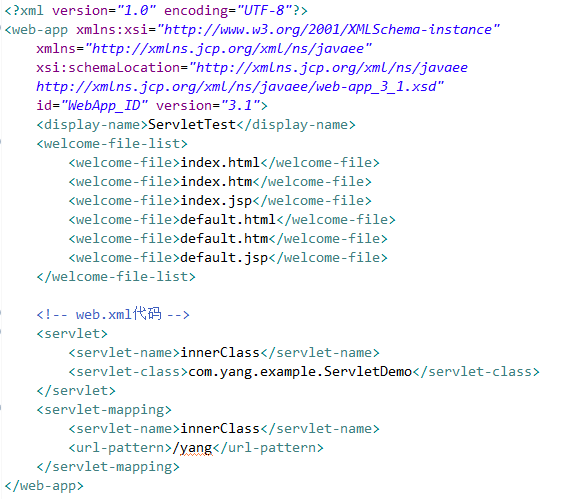 <?xml version="1.0" encoding="UTF-8"?>
<web-app xmlns:xsi="http://www.w3.org/2001/XMLSchema-instance"
xmlns="http://xmlns.jcp.org/xml/ns/javaee"
xsi:schemaLocation="http://xmlns.jcp.org/xml/ns/javaee
http://xmlns.jcp.org/xml/ns/javaee/web-app_3_1.xsd"
id="WebApp_ID" version="3.1">
<display-name>ServletTest</display-name>
<welcome-file-list>
<welcome-file>index.html</welcome-file>
<welcome-file>index.htm</welcome-file>
<welcome-file>index.jsp</welcome-file>
<welcome-file>default.html</welcome-file>
<welcome-file>default.htm</welcome-file>
<welcome-file>default.jsp</welcome-file>
</welcome-file-list>
<!-- web.xml代码 -->
<servlet>
<servlet-name>innerClass</servlet-name>
<servlet-class>com.yang.example.ServletDemo</servlet-class>
</servlet>
<servlet-mapping>
<servlet-name>innerClass</servlet-name>
<url-pattern>/yang</url-pattern>
</servlet-mapping>
</web-app>